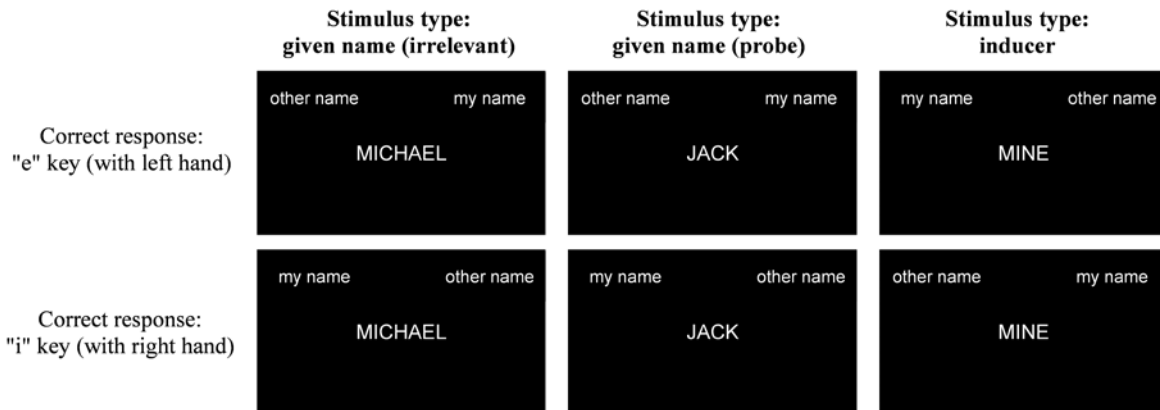 Stimulus type:
given name (irrelevant)
Stimulus type:
given name (probe)
Stimulus type:
inducer
Correct response:
"e" key (with left hand)
other name my name
MICHAEL
other name my name
JACK
my name other name
MINE
Correct response:
"i" key (with right hand)
my name other name
MICHAEL
my name other name
JACK
other name my name
MINE